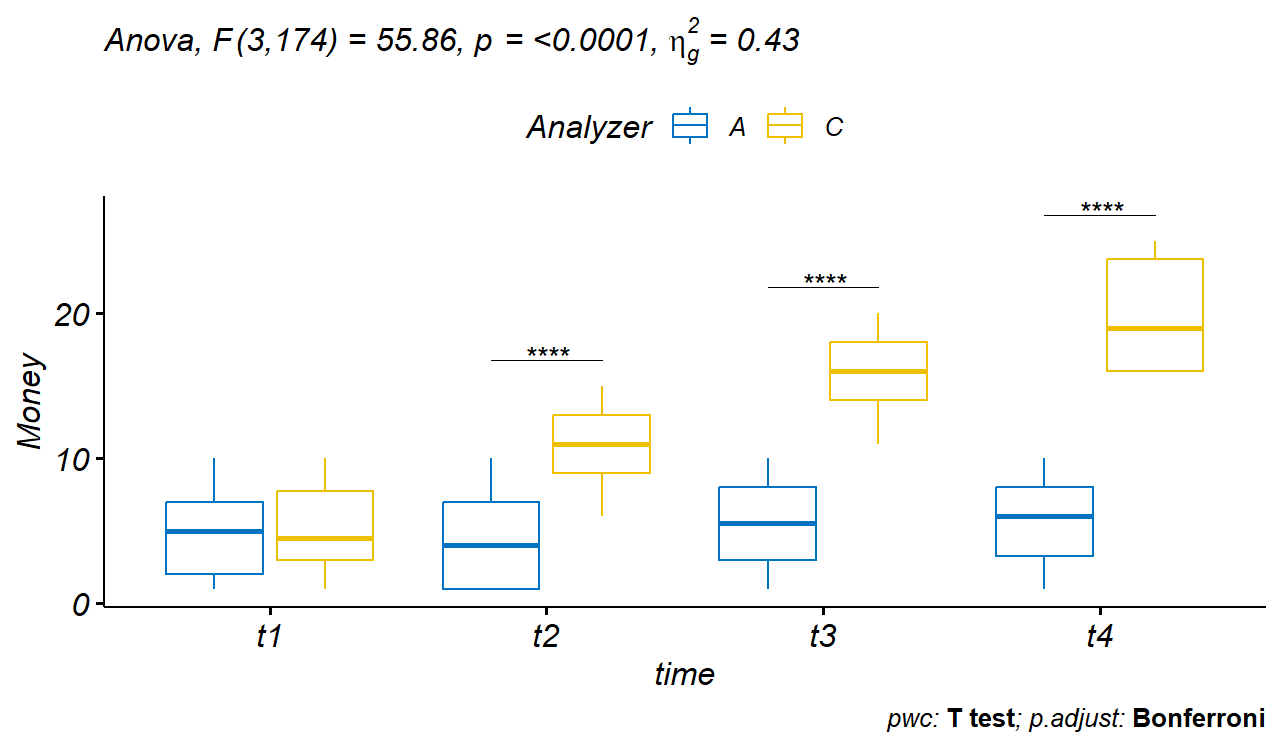 Anova, F(3,174) = 55.86, p = <0.0001, η²g = 0.43
Analyzer A C
****
****
****
20
10
0
Money
t1 t2 t3 t4
time
pwc: T test; p.adjust: Bonferroni